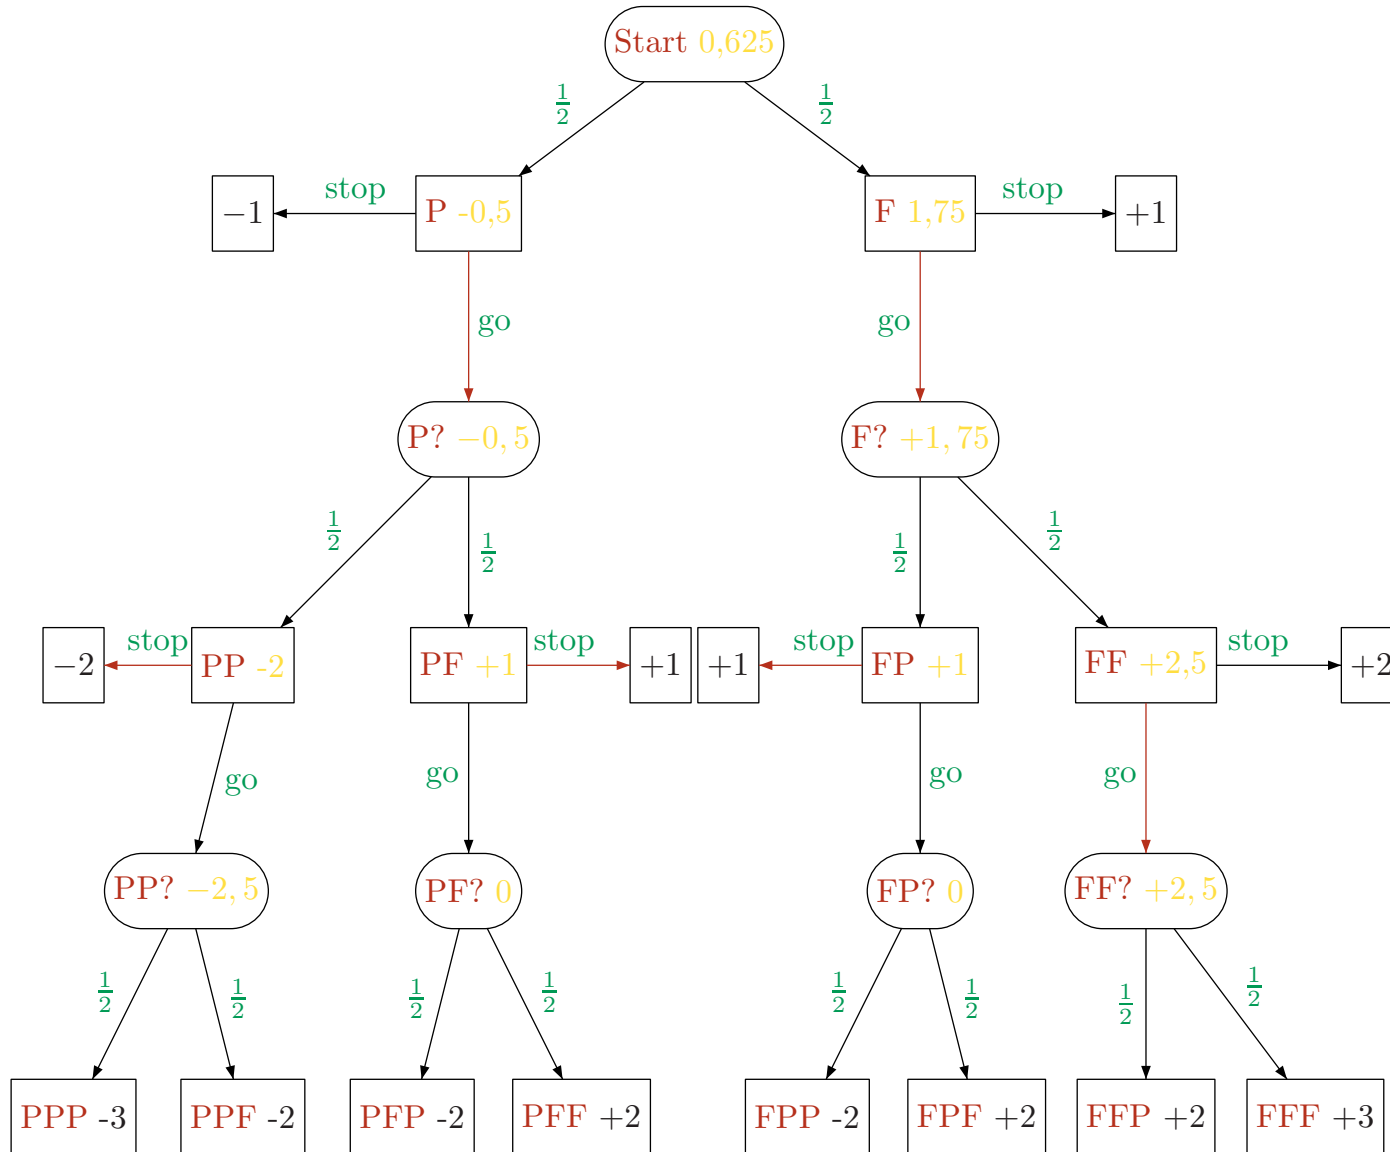 Start 0,625
1/2 1/2
−1 stop P -0,5 F 1,75 stop +1
go go
P? −0, 5 F? +1, 75
1/2 1/2 1/2 1/2
−2 stop PP -2 PF +1 stop +1 +1 stop FP +1 FF +2,5 stop +2
go go go go
PP? −2, 5 PF? 0 FP? 0 FF? +2, 5
1/2 1/2 1/2 1/2 1/2 1/2 1/2 1/2
PPP -3 PPF -2 PFP -2 PFF +2 FPP -2 FPF +2 FFP +2 FFF +3